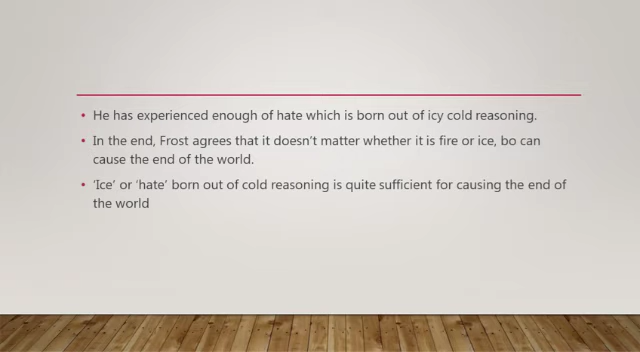 • He has experienced enough of hate which is born out of icy cold reasoning.
• In the end, Frost agrees that it doesn't matter whether it is fire or ice, bo can
cause the end of the world.
• 'Ice' or 'hate' born out of cold reasoning is quite sufficient for causing the end of
the world